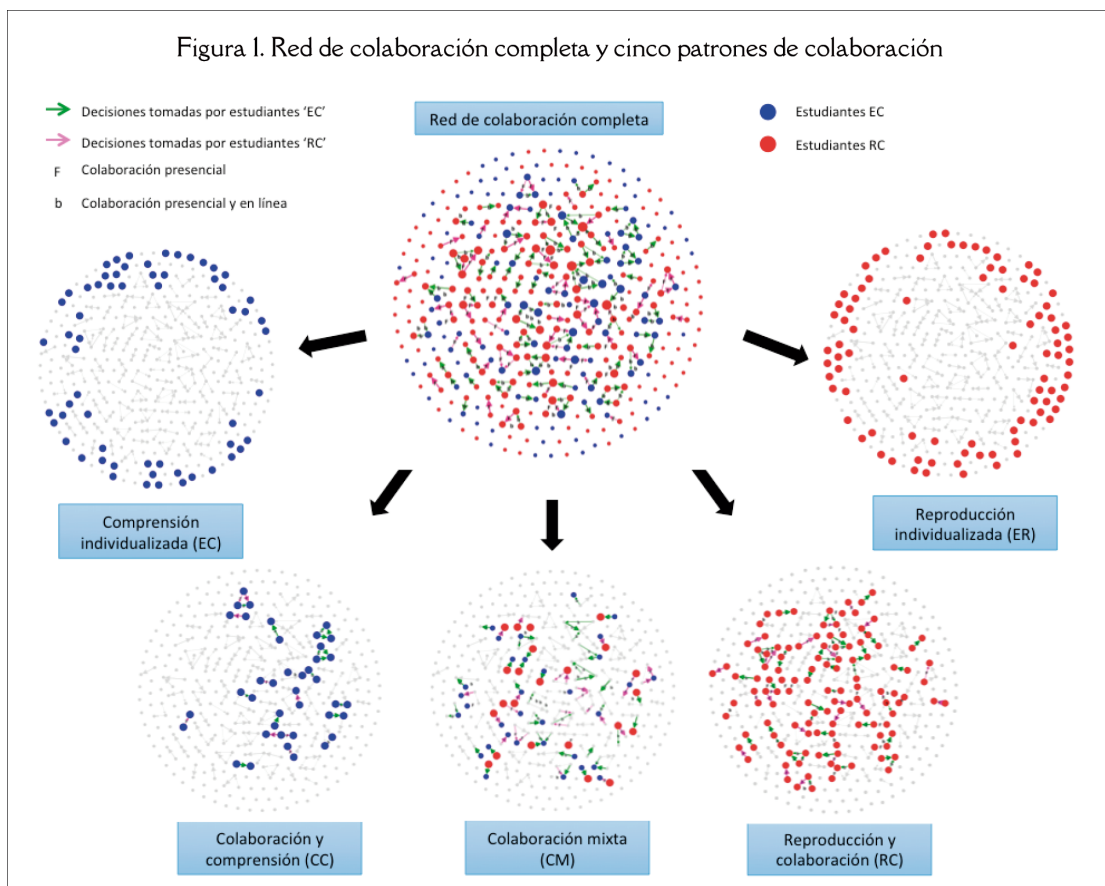 Figura 1. Red de colaboración completa y cinco patrones de colaboración
Decisiones tomadas por estudiantes ‘EC’
Decisiones tomadas por estudiantes ‘RC’
F Colaboración presencial
b Colaboración presencial y en línea
Red de colaboración completa
Estudiantes EC
Estudiantes RC
Comprensión
individualizada (EC)
Reproducción
individualizada (ER)
Colaboración y
comprensión (CC)
Colaboración mixta
(CM)
Reproducción y
colaboración (RC)